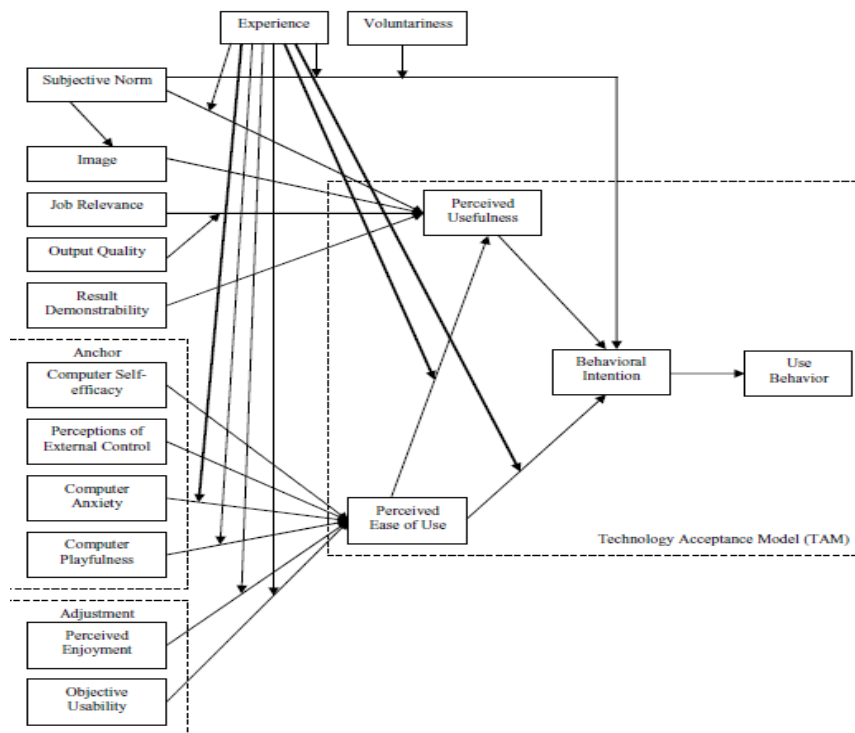 Experience
Voluntariness
Subjective Norm
Image
Job Relevance
Output Quality
Result
Demonstrability
Perceived
Usefulness
Anchor
Computer Self-
efficacy
Perceptions of
External Control
Computer
Anxiety
Computer
Playfulness
Behavioral
Intention
Use
Behavior
Perceived
Ease of Use
Technology Acceptance Model (TAM)
Adjustment
Perceived
Enjoyment
Objective
Usability